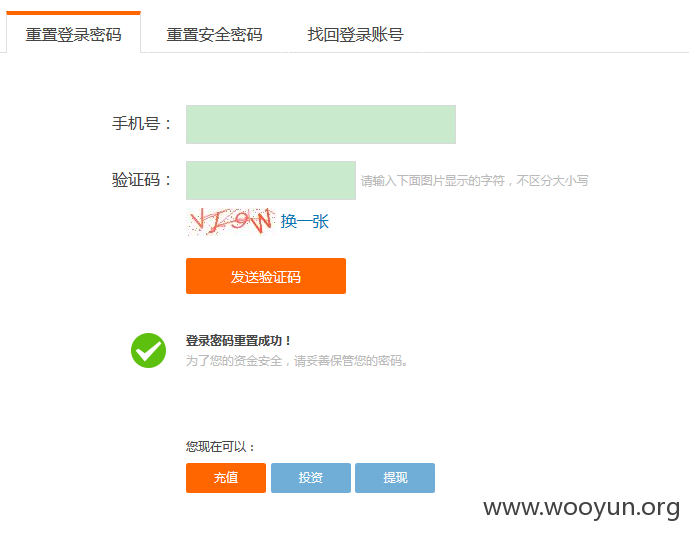 重置登录密码 重置安全密码 找回登录账号
手机号：
验证码： 请输入下面图片显示的字符，不区分大小写
VI9W 换一张
发送验证码
登录密码重置成功！
为了您的资金安全，请妥善保管您的密码。
您现在可以：
充值 投资 提现
www.wooyun.org